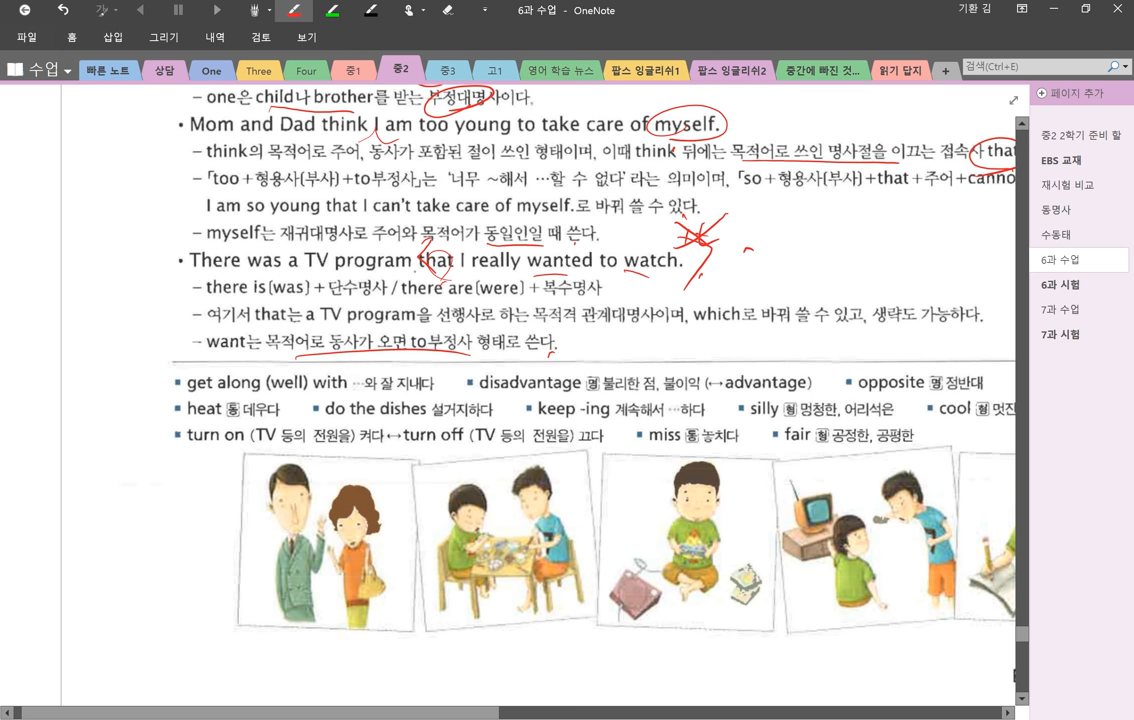 6과 수업 - OneNote
기환 김
파일 홈 삽입 그리기 내역 검토 보기
수업 빠른 노트 상담 One Three Four 중1 중2 중3 고1 영어 학습 뉴스 팝스 잉글리쉬1 팝스 잉글리쉬2 중간에 빠진 것... 읽기 답지 + 검색(Ctrl+E)
페이지 추가
중2 2학기 준비 할
EBS 교재
재시험 비교
동명사
수동태
6과 수업
6과 시험
7과 수업
7과 시험
– one은 child나 brother를 받는 부정대명사이다.
• Mom and Dad think I am too young to take care of myself.
– think의 목적어로 주어, 동사가 포함된 절이 쓰인 형태이며, 이때 think 뒤에는 목적어로 쓰인 명사절을 이끄는 접속사 that
– 「too+형용사(부사)+to부정사」는 ‘너무 ~해서 …할 수 없다’ 라는 의미이며, 「so+형용사(부사)+that+주어+canno
I am so young that I can't take care of myself.로 바꿔 쓸 수 있다.
– myself는 재귀대명사로 주어와 목적어가 동일인일 때 쓴다.
• There was a TV program that I really wanted to watch.
– there is(was)+단수명사 / there are(were)+복수명사
– 여기서 that는 a TV program을 선행사로 하는 목적격 관계대명사이며, which로 바꿔 쓸 수 있고, 생략도 가능하다.
– want는 목적어로 동사가 오면 to부정사 형태로 쓴다.
▪ get along (well) with …와 잘 지내다 ▪ disadvantage 명 불리한 점, 불이익 (↔advantage) ▪ opposite 명 정반대
▪ heat 동 데우다 ▪ do the dishes 설거지하다 ▪ keep -ing 계속해서 …하다 ▪ silly 형 멍청한, 어리석은 ▪ cool 형 멋진
▪ turn on (TV 등의 전원을) 켜다↔turn off (TV 등의 전원을) 끄다 ▪ miss 동 놓치다 ▪ fair 형 공정한, 공평한